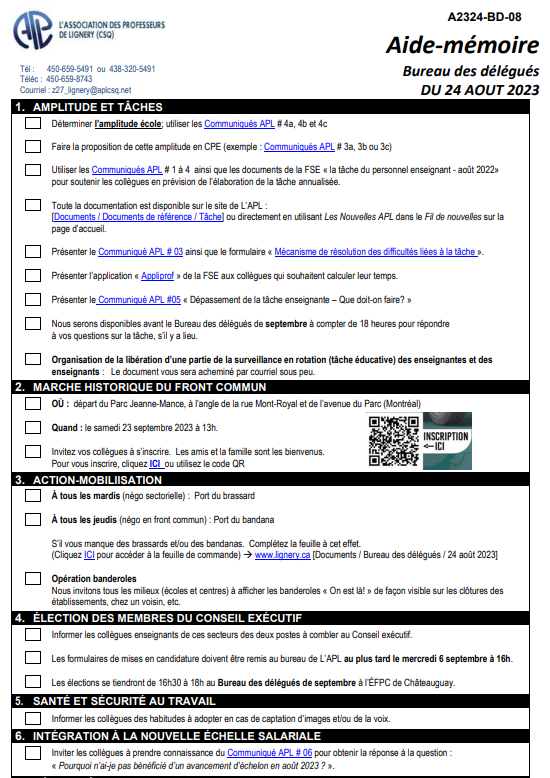 APL
L'ASSOCIATION DES PROFESSEURS
DE LIGNERY (CSQ)
A2324-BD-08
Aide-mémoire
Bureau des délégués
DU 24 AOUT 2023
Tél : 450-659-5491 ou 438-320-5491
Téléc : 450-659-8743
Courriel : z27_lignery@aplcsq.net
1. AMPLITUDE ET TÂCHES
Déterminer l'amplitude école; utiliser les Communiqués APL # 4a, 4b et 4c
Faire la proposition de cette amplitude en CPE (exemple : Communiqués APL # 3a, 3b ou 3c)
Utiliser les Communiqués APL # 1 à 4 ainsi que les documents de la FSE « la tâche du personnel enseignant - août 2022»
pour soutenir les collègues en prévision de l'élaboration de la tâche annualisée.
Toute la documentation est disponible sur le site de L'APL :
[Documents / Documents de référence / Tâche] ou directement en utilisant Les Nouvelles APL dans le Fil de nouvelles sur la
page d'accueil.
Présenter le Communiqué APL # 03 ainsi que le formulaire « Mécanisme de résolution des difficultés liées à la tâche ».
Présenter l'application « Appliprof » de la FSE aux collègues qui souhaitent calculer leur temps.
Présenter le Communiqué APL #05 « Dépassement de la tâche enseignante – Que doit-on faire? »
Nous serons disponibles avant le Bureau des délégués de septembre à compter de 18 heures pour répondre
à vos questions sur la tâche, s'il y a lieu.
Organisation de la libération d'une partie de la surveillance en rotation (tâche éducative) des enseignantes et des
enseignants : Le document vous sera acheminé par courriel sous peu.
2. MARCHE HISTORIQUE DU FRONT COMMUN
OÙ : départ du Parc Jeanne-Mance, à l'angle de la rue Mont-Royal et de l'avenue du Parc (Montréal)
Quand : le samedi 23 septembre 2023 à 13h.
INSCRIPTION
ICI
Invitez vos collègues à s'inscrire. Les amis et la famille sont les bienvenus.
Pour vous inscrire, cliquez ICI ou utilisez le code QR
3. ACTION-MOBILIISATION
À tous les mardis (négo sectorielle) : Port du brassard
À tous les jeudis (négo en front commun) : Port du bandana
S'il vous manque des brassards et/ou des bandanas. Complétez la feuille à cet effet.
(Cliquez ICI pour accéder à la feuille de commande) → www.lignery.ca [Documents / Bureau des délégués / 24 août 2023]
Opération banderoles
Nous invitons tous les milieux (écoles et centres) à afficher les banderoles « On est là! » de façon visible sur les clôtures des
établissements, chez un voisin, etc.
4. ÉLECTION DES MEMBRES DU CONSEIL EXÉCUTIF
Informer les collègues enseignants de ces secteurs des deux postes à combler au Conseil exécutif.
Les formulaires de mises en candidature doivent être remis au bureau de L'APL au plus tard le mercredi 6 septembre à 16h.
Les élections se tiendront de 16h30 à 18h au Bureau des délégués de septembre à l'ÉFPC de Châteauguay.
5. SANTÉ ET SÉCURITÉ AU TRAVAIL
Informer les collègues des habitudes à adopter en cas de captation d'images et/ou de la voix.
6. INTÉGRATION À LA NOUVELLE ÉCHELLE SALARIALE
Inviter les collègues à prendre connaissance du Communiqué APL # 06 pour obtenir la réponse à la question :
« Pourquoi n'ai-je pas bénéficié d'un avancement d'échelon en août 2023 ? ».